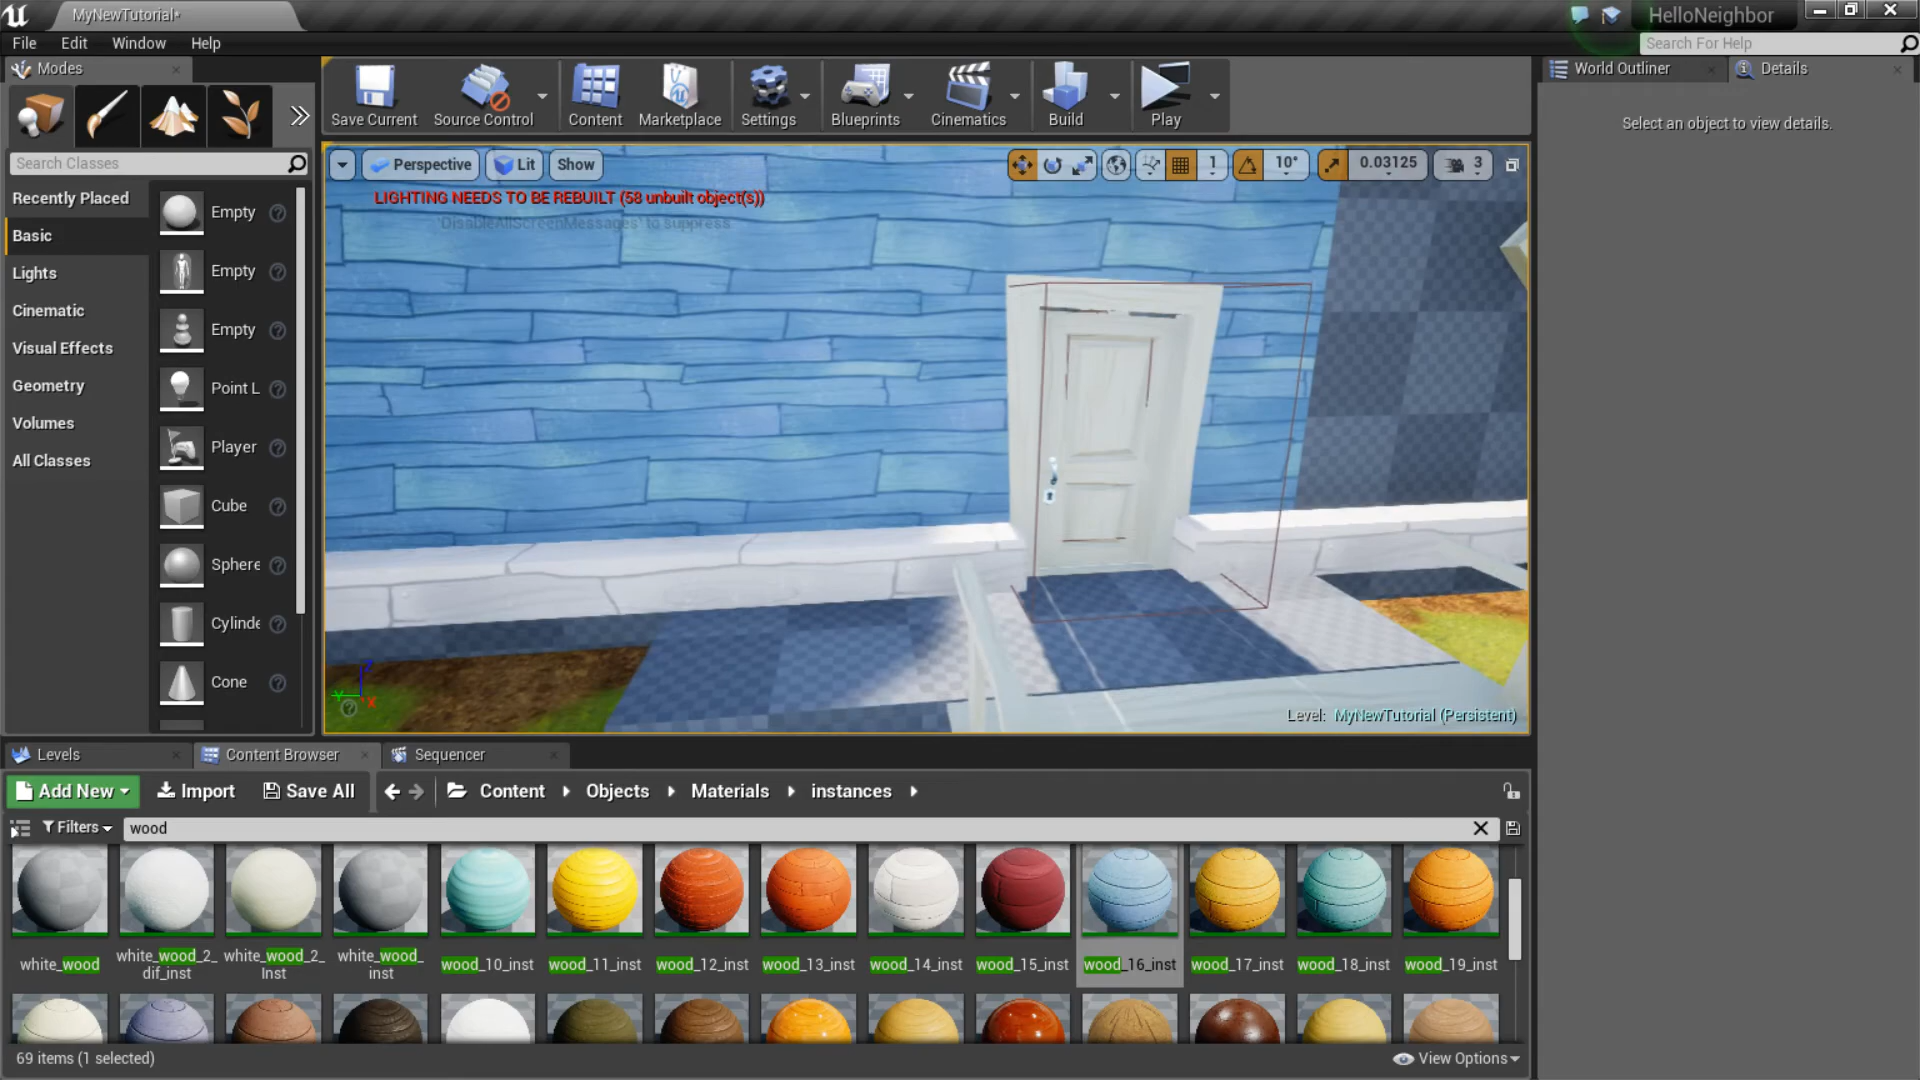 MyNewTutorial*
HelloNeighbor
File Edit Window Help
Search For Help
Modes
Save Current
Source Control
Content
Marketplace
Settings
Blueprints
Cinematics
Build
Play
World Outliner
Details
Select an object to view details.
Search Classes
Recently Placed
Basic
Lights
Cinematic
Visual Effects
Geometry
Volumes
All Classes
Empty
Empty
Empty
Point L
Player
Cube
Sphere
Cylinde
Cone
Perspective
Lit
Show
1
10°
0.03125
3
LIGHTING NEEDS TO BE REBUILT (58 unbuilt object(s))
'DisableAllScreenMessages' to suppress
Z
Y
X
Level: MyNewTutorial (Persistent)
Levels
Content Browser
Sequencer
Add New
Import
Save All
Content
Objects
Materials
instances
Filters
wood
white_wood
white_wood_2_
dif_inst
white_wood_2_
Inst
white_wood_
inst
wood_10_inst
wood_11_inst
wood_12_inst
wood_13_inst
wood_14_inst
wood_15_inst
wood_16_inst
wood_17_inst
wood_18_inst
wood_19_inst
69 items (1 selected)
View Options